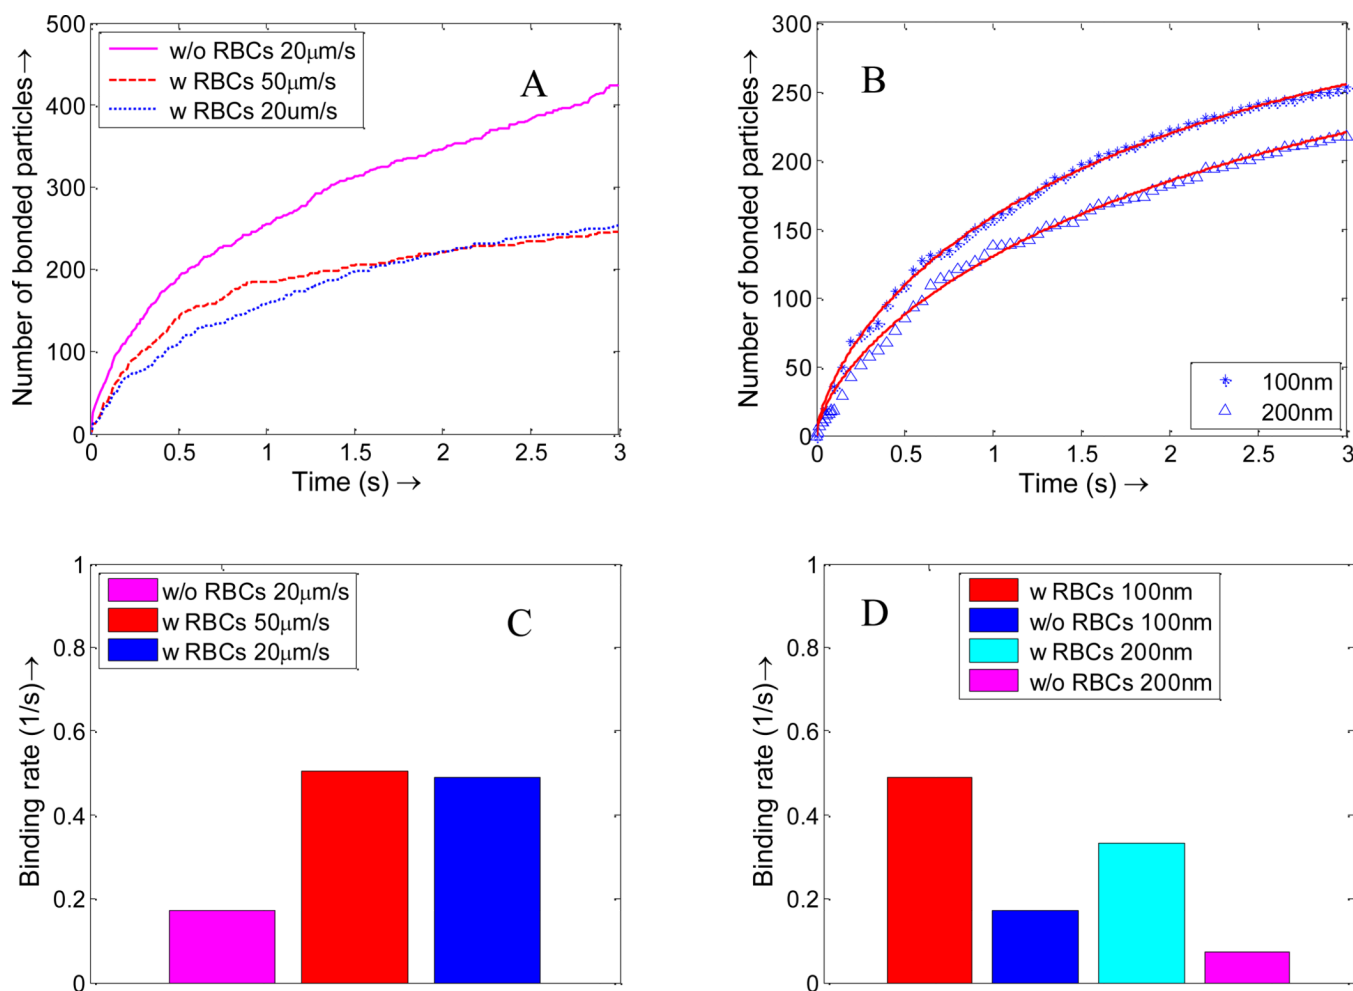 500
400
300
200
100
0
Number of bonded particles→
w/o RBCs 20μm/s
w RBCs 50μm/s
w RBCs 20um/s
A
0 0.5 1 1.5 2 2.5 3
Time (s) →
300
250
200
150
100
50
0
Number of bonded particles→
B
100nm
200nm
0 0.5 1 1.5 2 2.5 3
Time (s) →
1
0.8
0.6
0.4
0.2
0
Binding rate (1/s)→
w/o RBCs 20μm/s
w RBCs 50μm/s
w RBCs 20μm/s
C
1
0.8
0.6
0.4
0.2
0
Binding rate (1/s)→
D
w RBCs 100nm
w/o RBCs 100nm
w RBCs 200nm
w/o RBCs 200nm